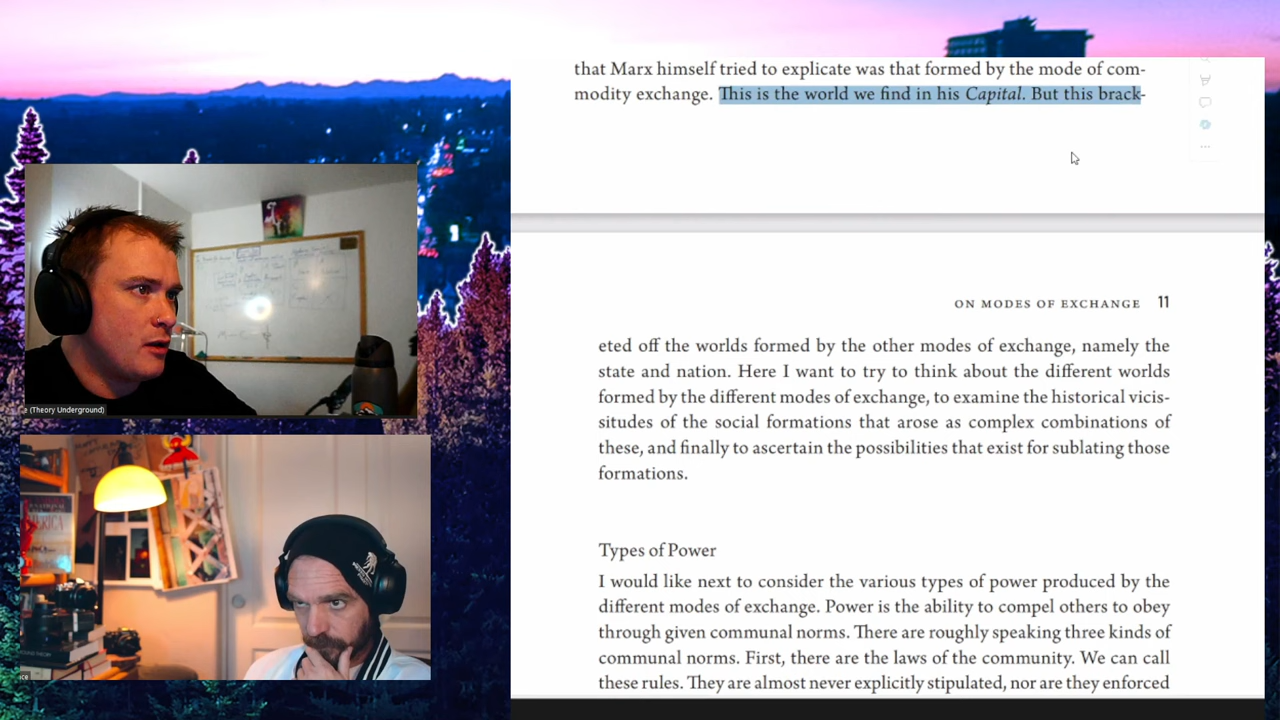 that Marx himself tried to explicate was that formed by the mode of com-
modity exchange. This is the world we find in his Capital. But this brack-
ON MODES OF EXCHANGE 11
eted off the worlds formed by the other modes of exchange, namely the
state and nation. Here I want to try to think about the different worlds
formed by the different modes of exchange, to examine the historical vicis-
situdes of the social formations that arose as complex combinations of
these, and finally to ascertain the possibilities that exist for sublating those
formations.
Types of Power
I would like next to consider the various types of power produced by the
different modes of exchange. Power is the ability to compel others to obey
through given communal norms. There are roughly speaking three kinds of
communal norms. First, there are the laws of the community. We can call
these rules. They are almost never explicitly stipulated, nor are they enforced
e (Theory Underground)